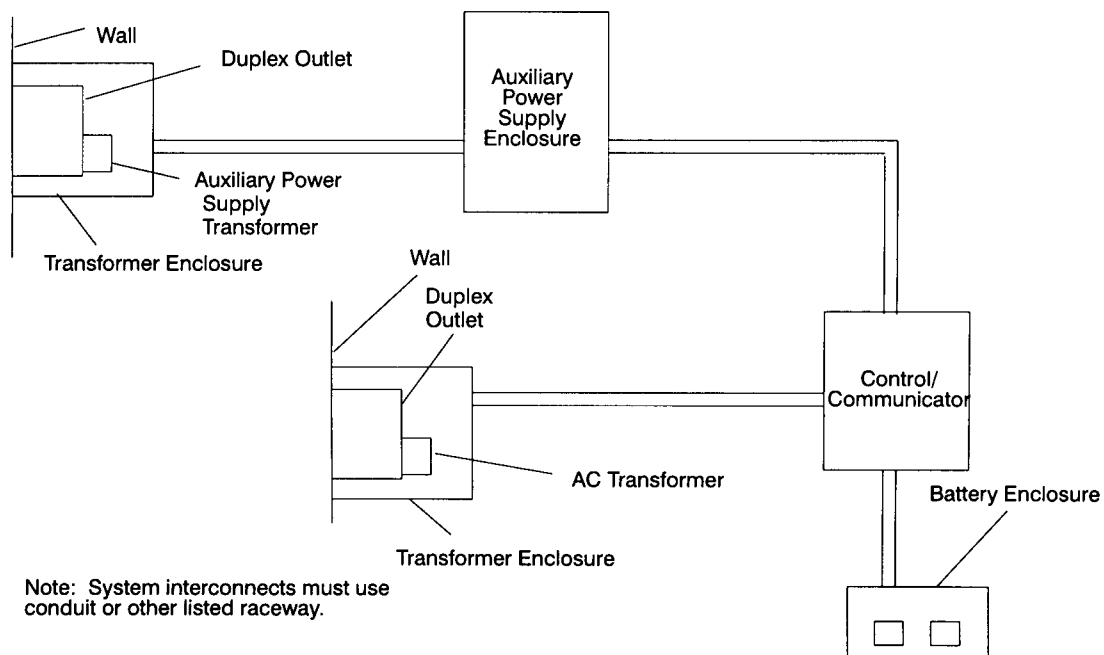 Wall
Duplex Outlet
Auxiliary
Power
Supply
Enclosure
Auxiliary Power
Supply
Transformer
Transformer Enclosure
Wall
Duplex
Outlet
Control/
Communicator
AC Transformer
Battery Enclosure
Transformer Enclosure
Note: System interconnects must use
conduit or other listed raceway.